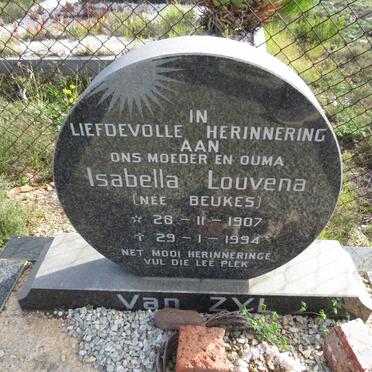 IN
LIEFDEVOLLE HERINNERING
AAN
ONS MOEDER EN OUMA
Isabella Louvena
(NEE BEUKES)
☆ 26-11-1907
✝ 29-1-1994
NET MOOI HERINNERINGE
VUL DIE LEË PLEK
Van ZYL